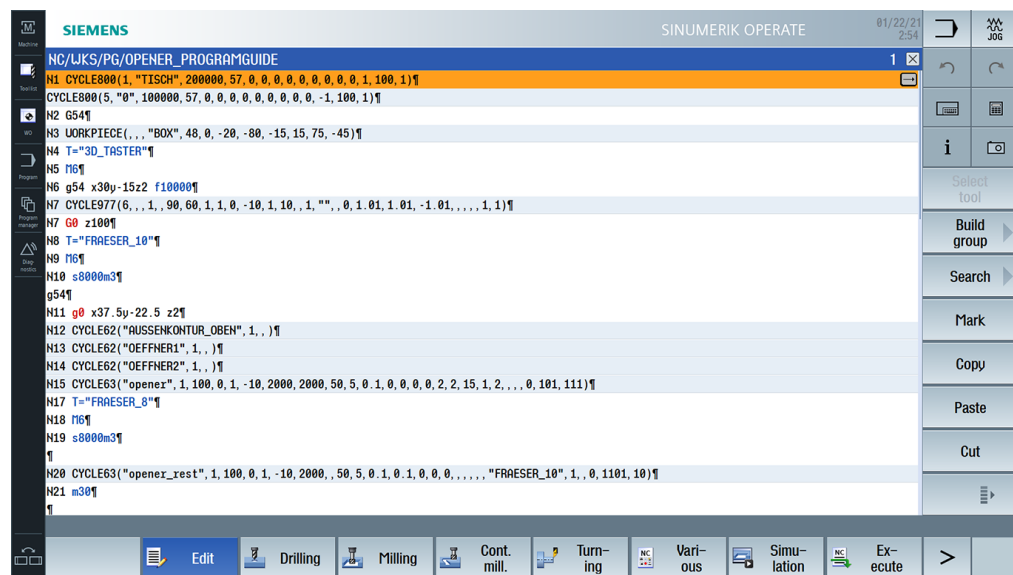 Machine
SIEMENS
SINUMERIK OPERATE
01/22/21
2:54
JOG
NC/WKS/PG/OPENER_PROGRAMGUIDE
1
N1 CYCLE800(1,"TISCH",200000,57,0,0,0,0,0,0,0,0,0,1,100,1)¶
CYCLE800(5,"0",100000,57,0,0,0,0,0,0,0,0,0,-1,100,1)¶
N2 G54¶
N3 WORKPIECE(,,,"BOX",48,0,-20,-80,-15,15,75,-45)¶
N4 T="3D_TASTER"¶
N5 M6¶
N6 g54 x30y-15z2 f10000¶
N7 CYCLE977(6,,,1,,90,60,1,1,0,-10,1,10,,1,"",,0,1.01,1.01,-1.01,,,,,1,1)¶
N7 G0 z100¶
N8 T="FRAESER_10"¶
N9 M6¶
N10 s8000m3¶
g54¶
N11 g0 x37.5y-22.5 z2¶
N12 CYCLE62("AUSSENKONTUR_OBEN",1,,)¶
N13 CYCLE62("OEFFNER1",1,,)¶
N14 CYCLE62("OEFFNER2",1,,)¶
N15 CYCLE63("opener",1,100,0,1,-10,2000,2000,50,5,0.1,0,0,0,0,2,2,15,1,2,,,,0,101,111)¶
N17 T="FRAESER_8"¶
N18 M6¶
N19 s8000m3¶
¶
N20 CYCLE63("opener_rest",1,100,0,1,-10,2000,,50,5,0.1,0.1,0,0,0,,,,,,"FRAESER_10",1,,0,1101,10)¶
N21 m30¶
¶
Tool list
WO
Program
Program
manager
Diag-
nostics
i
Select
tool
Build
group
Search
Mark
Copy
Paste
Cut
Edit
Drilling
Milling
Cont.
mill.
Turn-
ing
NC
Vari-
ous
Simu-
lation
NC
Ex-
ecute
>